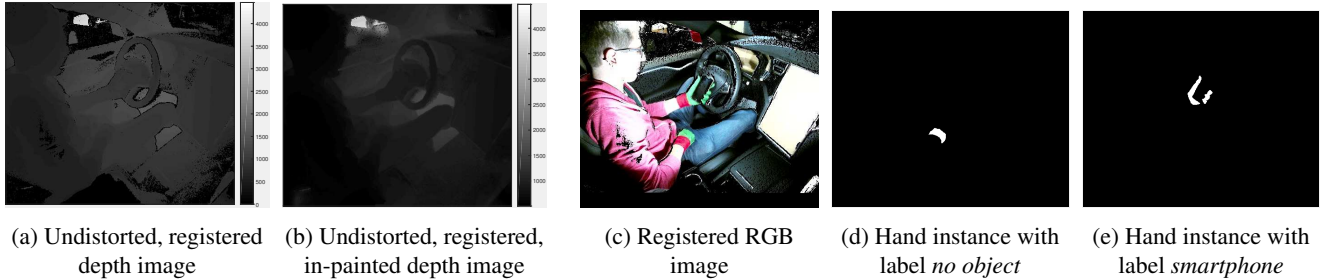 4000
3500
3000
2500
2000
1500
1000
500
0
4000
3500
3000
2500
2000
1500
1000
(a) Undistorted, registered
depth image
(b) Undistorted, registered,
in-painted depth image
(c) Registered RGB
image
(d) Hand instance with
label no object
(e) Hand instance with
label smartphone